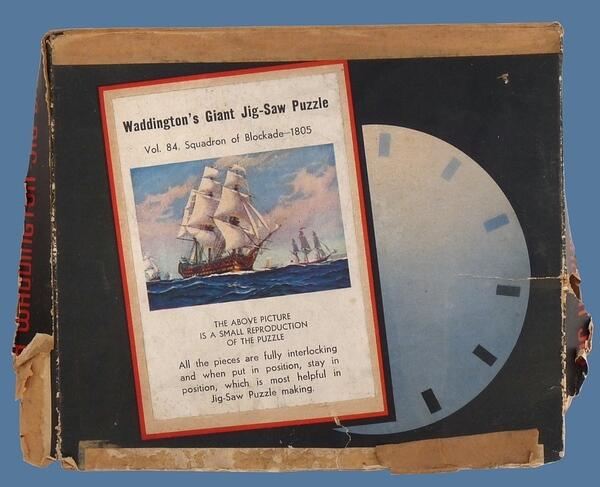 Waddington's Giant Jig-Saw Puzzle
Vol. 84. Squadron of Blockade—1805
THE ABOVE PICTURE
IS A SMALL REPRODUCTION
OF THE PUZZLE
All the pieces are fully interlocking
and when put in position, stay in
position, which is most helpful in
Jig-Saw Puzzle making.
WADDINGTON